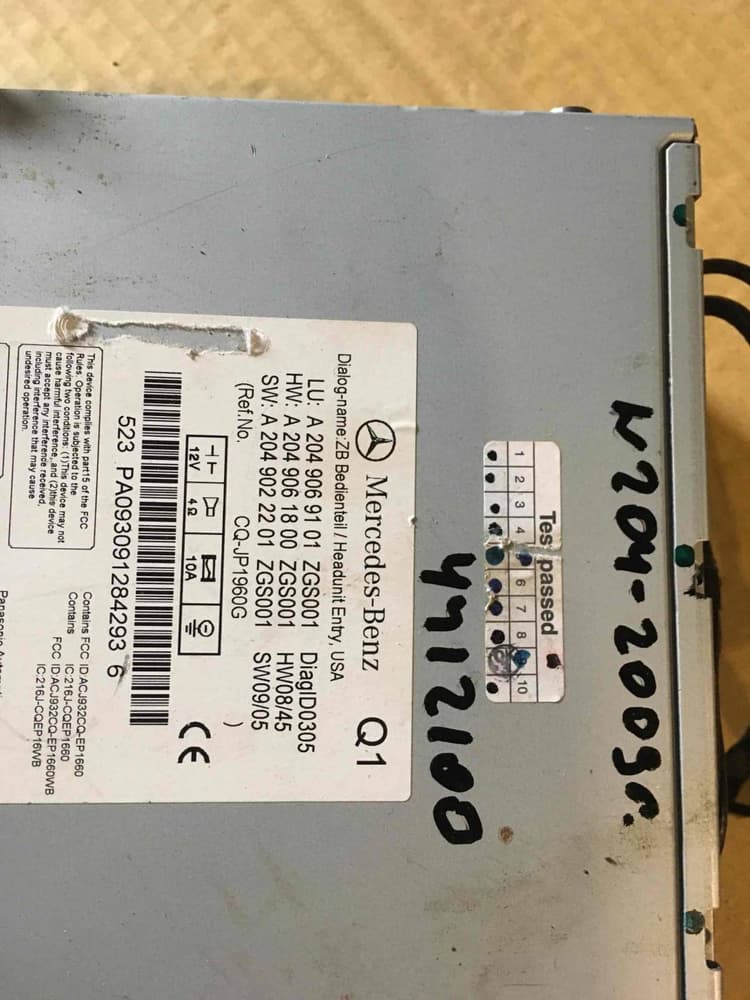 W204-2009г.
Test passed
1 2 3 4 6 7 8 10
4712100
Mercedes-Benz Q1
Dialog-name:ZB Bedienteil / Headunit Entry, USA
LU: A 204 906 91 01 ZGS001 DiagID0305
HW: A 204 906 18 00 ZGS001 HW08/45
SW: A 204 902 22 01 ZGS001 SW09/05
(Ref.No. CQ-JP1960G )
12V 4Ω 10A
CE
523 PA093091284293 6
This device complies with part15 of the FCC
Rules. Operation is subjected to the
following two conditions: (1)This device may not
cause harmful interference, and (2)this device
must accept any interference received,
including interference that may cause
undesired operation.
Contains FCC ID:ACJ932CQ-EP1660
IC:216J-CQEP1660
Contains FCC ID:ACJ932CQ-EP1660WB
IC:216J-CQEP16WB
Panasonic